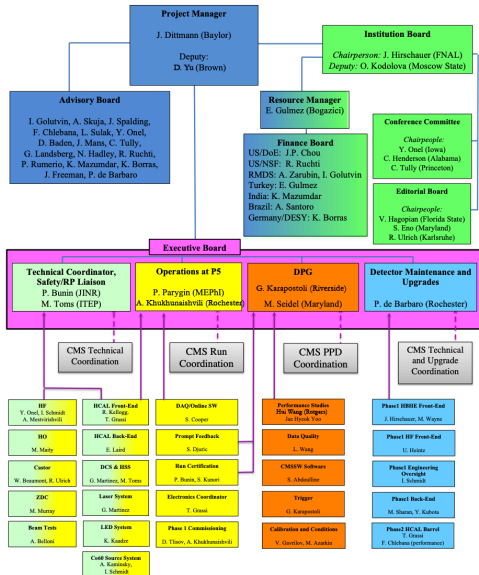 Project Manager
J. Dittmann (Baylor)
Deputy:
D. Yu (Brown)
Institution Board
Chairperson: J. Hirschauer (FNAL)
Deputy: O. Kodolova (Moscow State)
Advisory Board
I. Golutvin, A. Skuja, J. Spalding,
F. Chlebana, L. Sulak, Y. Onel,
D. Baden, J. Mans, C. Tully,
G. Landsberg, N. Hadley, R. Ruchti,
P. Rumerio, K. Mazumdar, K. Borras,
J. Freeman, P. de Barbaro
Resource Manager
E. Gulmez (Bogazici)
Finance Board
US/DoE: J.P. Chou
US/NSF: R. Ruchti
RMDS: A. Zarubin, I. Golutvin
Turkey: E. Gulmez
India: K. Mazumdar
Brazil: A. Santoro
Germany/DESY: K. Borras
Conference Committee
Chairpeople:
Y. Onel (Iowa)
C. Henderson (Alabama)
C. Tully (Princeton)
Editorial Board
Chairpeople:
V. Hagopian (Florida State)
S. Eno (Maryland)
R. Ulrich (Karlsruhe)
Executive Board
Technical Coordinator,
Safety/RP Liaison
P. Bunin (JINR)
M. Toms (ITEP)
Operations at P5
P. Parygin (MEPhI)
A. Khukhunaishvili (Rochester)
DPG
G. Karapostoli (Riverside)
M. Seidel (Maryland)
Detector Maintenance and
Upgrades
P. de Barbaro (Rochester)
CMS Technical
Coordination
CMS Run
Coordination
CMS PPD
Coordination
CMS Technical
and Upgrade
Coordination
HF
Y. Onel, I. Schmidt
A. Mestvirishvili
HO
M. Maity
Castor
W. Beaumont, R. Ulrich
ZDC
M. Murray
Beam Tests
A. Belloni
HCAL Front-End
R. Kellogg,
T. Grassi
HCAL Back-End
E. Laird
DCS & HSS
G. Martinez, M. Toms
Laser System
G. Martinez
LED System
K. Kaadze
Co60 Source System
A. Kaminsky,
I. Schmidt
DAQ/Online SW
S. Cooper
Prompt Feedback
S. Djuric
Run Certification
P. Bunin, S. Kunori
Electronics Coordinator
T. Grassi
Phase 1 Commissioning
D. Tlisov, A. Khukhunaishvili
Performance Studies
Hui Wang (Rutgers)
Jae Hyeok Yoo
Data Quality
L. Wang
CMSSW Software
S. Abdoulline
Trigger
G. Karapostoli
Calibration and Conditions
V. Gavrilov, M. Azarkin
Phase1 HBHE Front-End
J. Hirschauer, M. Wayne
Phase1 HF Front-End
U. Heintz
Phase1 Engineering
Oversight
I. Schmidt
Phase1 Back-End
M. Sharan, Y. Kubota
Phase2 HCAL Barrel
T. Grassi
F. Chlebana (performance)